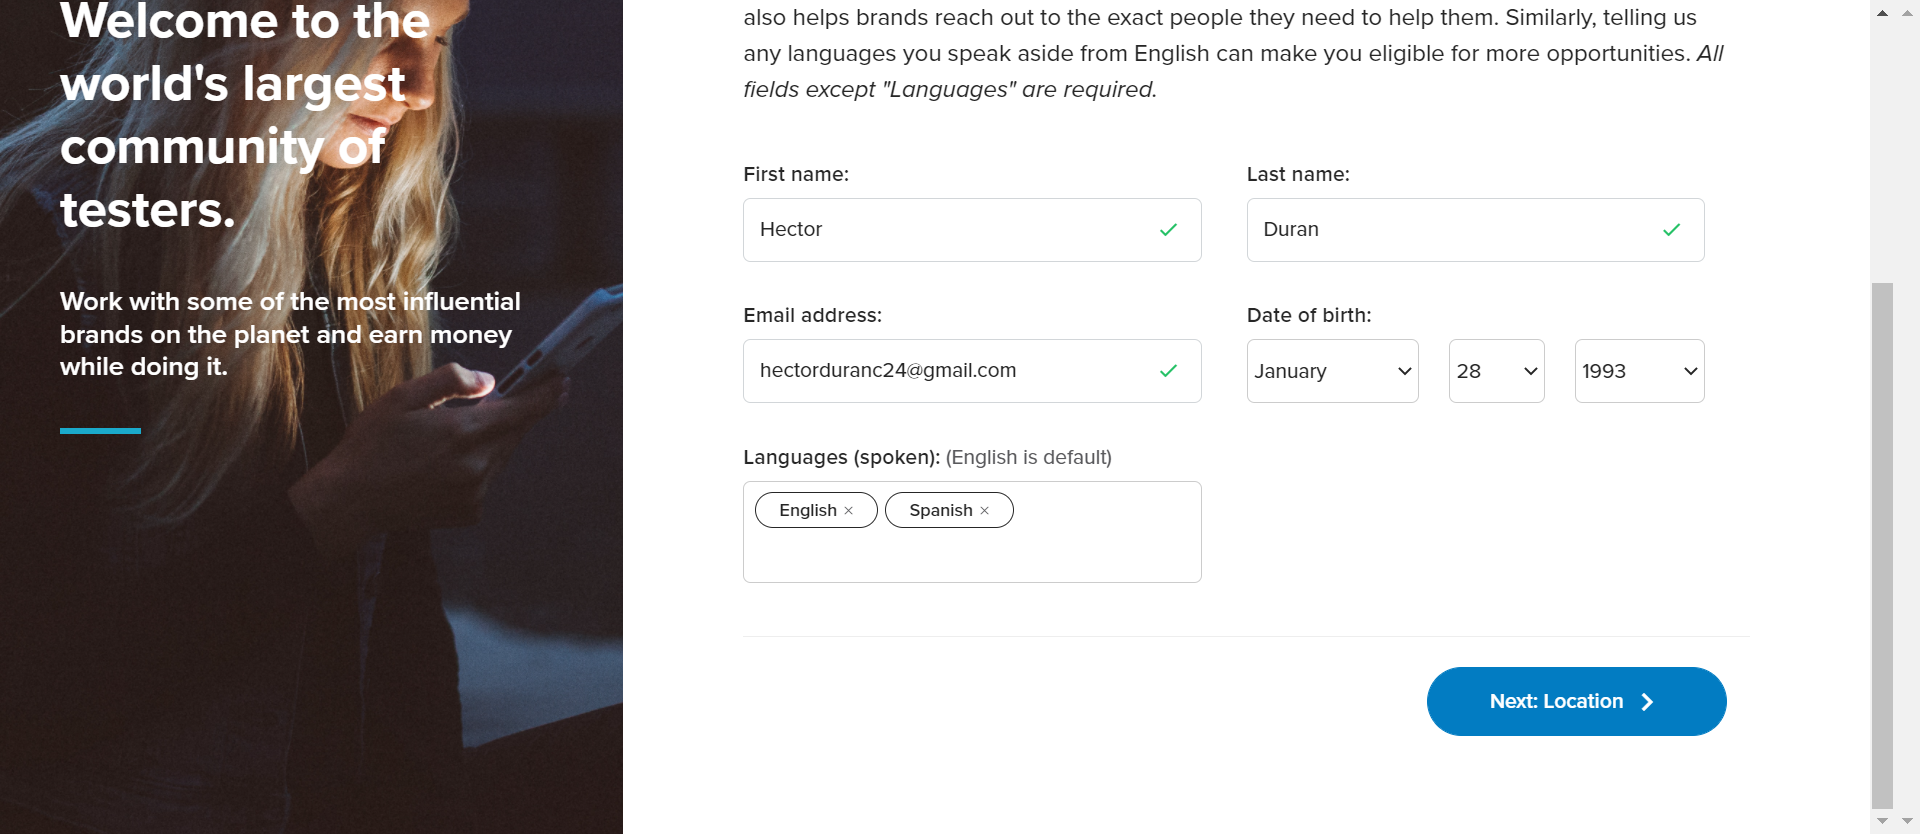 Welcome to the
world's largest
community of
testers.
Work with some of the most influential
brands on the planet and earn money
while doing it.
also helps brands reach out to the exact people they need to help them. Similarly, telling us
any languages you speak aside from English can make you eligible for more opportunities. All
fields except "Languages" are required.
First name:
Last name:
Hector
Duran
Email address:
Date of birth:
hectorduranc24@gmail.com
January
28
1993
Languages (spoken): (English is default)
English ×
Spanish ×
Next: Location